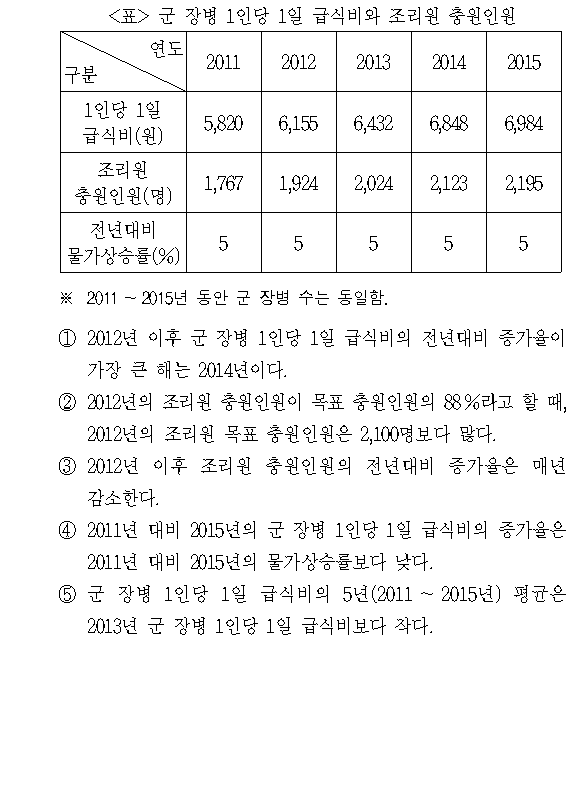 <표> 군 장병 1인당 1일 급식비와 조리원 충원인원
연도
구분
2011 2012 2013 2014 2015
1인당 1일
급식비(원)
5,820 6,155 6,432 6,848 6,984
조리원
충원인원(명)
1,767 1,924 2,024 2,123 2,195
전년대비
물가상승률(%)
5 5 5 5 5
※ 2011 ~ 2015년 동안 군 장병 수는 동일함.
① 2012년 이후 군 장병 1인당 1일 급식비의 전년대비 증가율이
가장 큰 해는 2014년이다.
② 2012년의 조리원 충원인원이 목표 충원인원의 88%라고 할 때,
2012년의 조리원 목표 충원인원은 2,100명보다 많다.
③ 2012년 이후 조리원 충원인원의 전년대비 증가율은 매년
감소한다.
④ 2011년 대비 2015년의 군 장병 1인당 1일 급식비의 증가율은
2011년 대비 2015년의 물가상승률보다 낮다.
⑤ 군 장병 1인당 1일 급식비의 5년(2011 ~ 2015년) 평균은
2013년 군 장병 1인당 1일 급식비보다 작다.